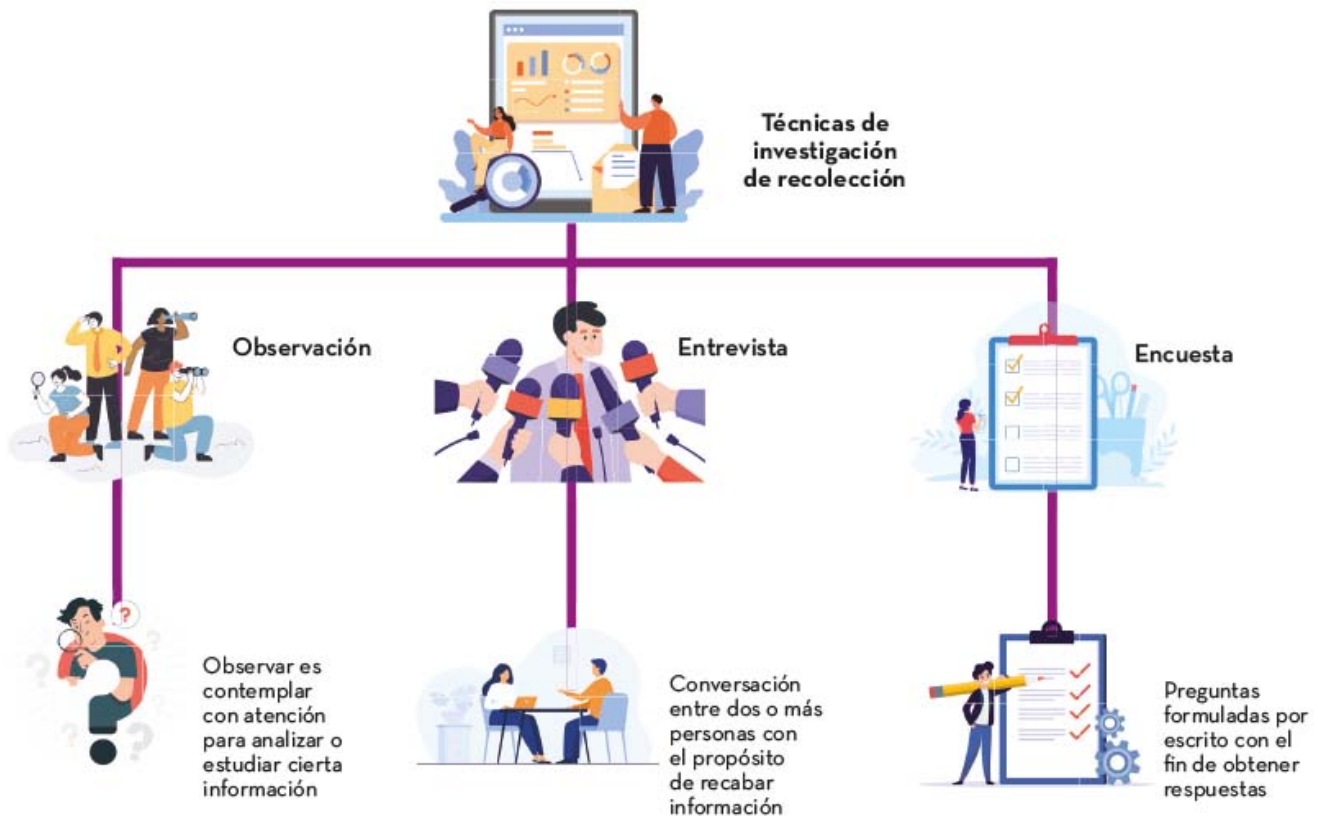 Técnicas de
investigación
de recolección
Observación
Entrevista
Encuesta
Observar es
contemplar
con atención
para analizar o
estudiar cierta
información
Conversación
entre dos o más
personas con
el propósito
de recabar
información
Preguntas
formuladas por
escrito con el
fin de obtener
respuestas